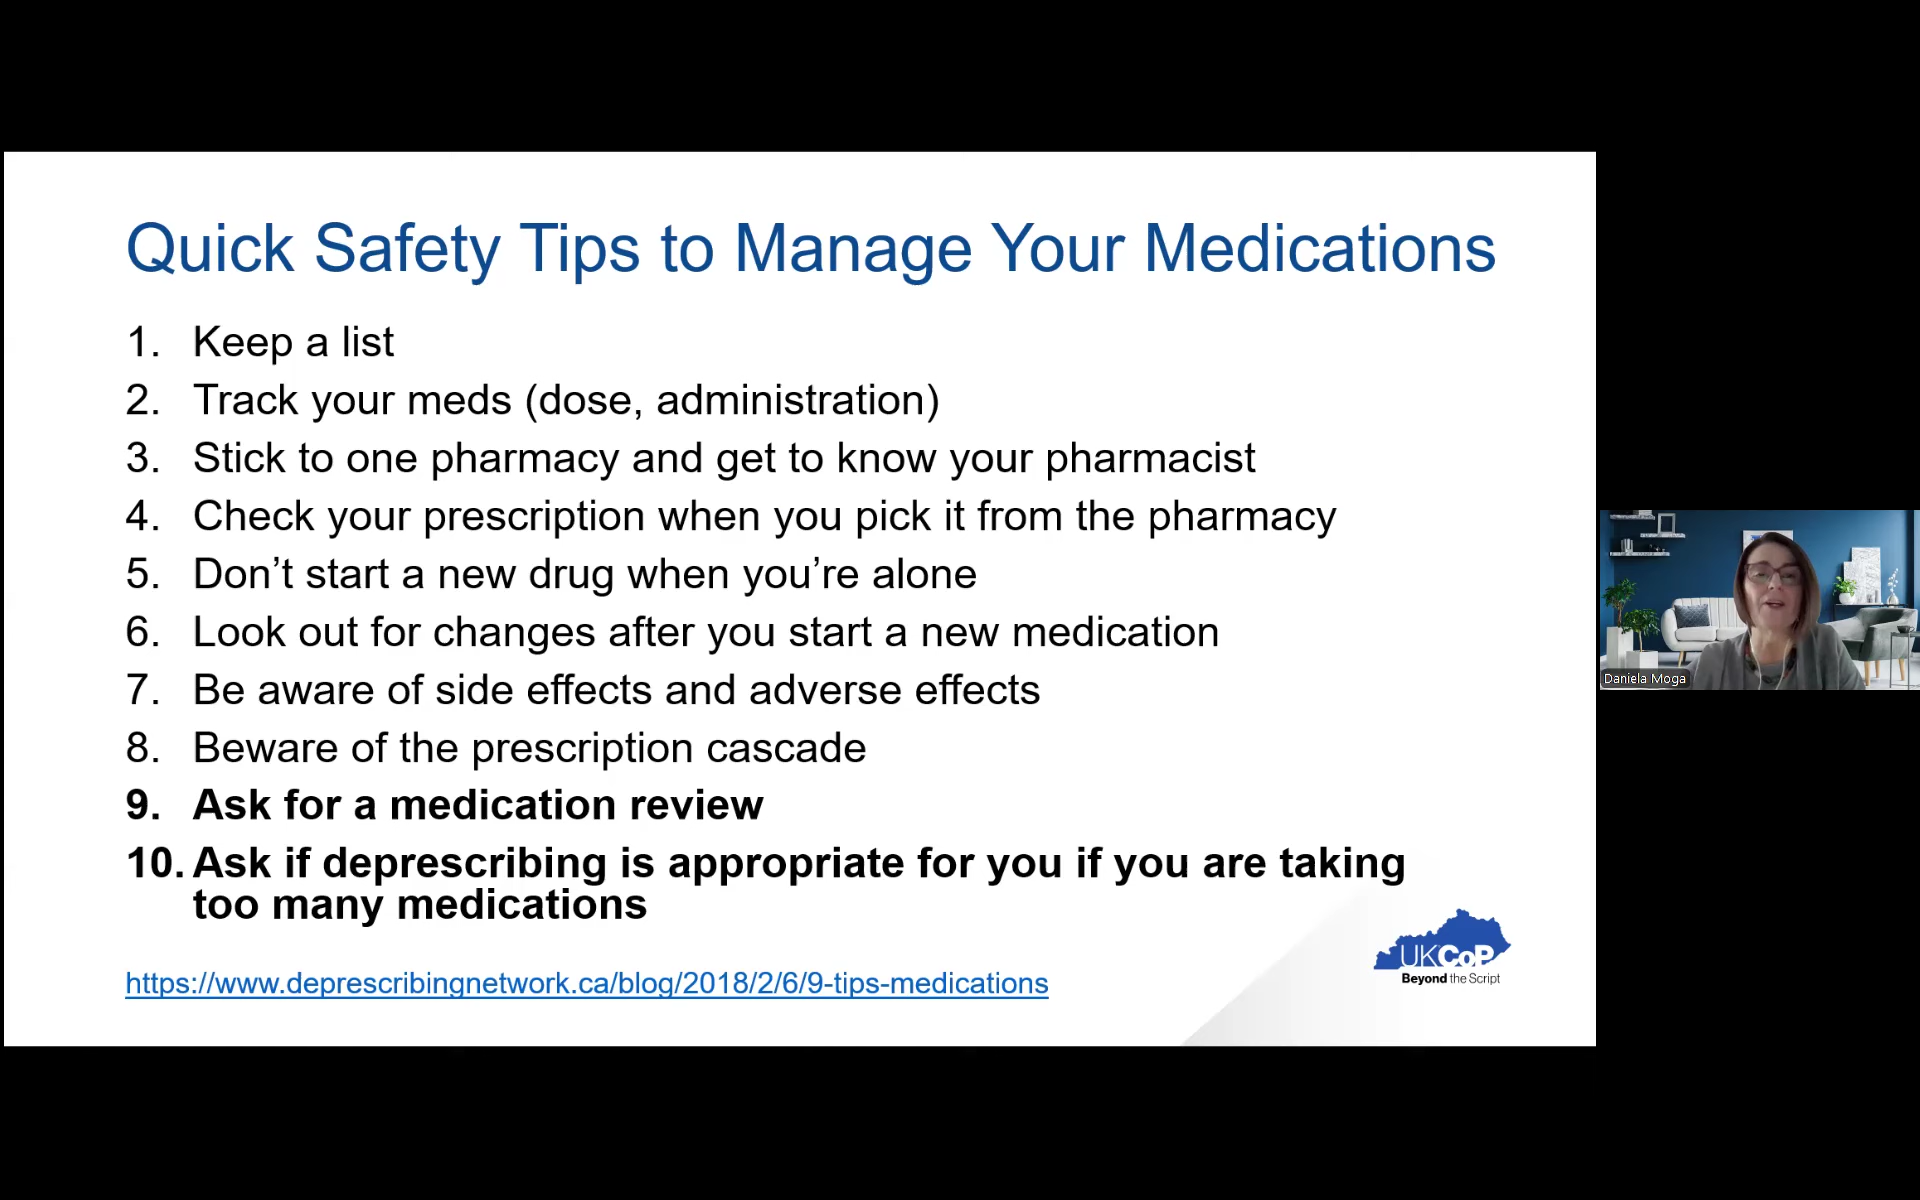 Quick Safety Tips to Manage Your Medications
1. Keep a list
2. Track your meds (dose, administration)
3. Stick to one pharmacy and get to know your pharmacist
4. Check your prescription when you pick it from the pharmacy
5. Don’t start a new drug when you’re alone
6. Look out for changes after you start a new medication
7. Be aware of side effects and adverse effects
8. Beware of the prescription cascade
9. Ask for a medication review
10. Ask if deprescribing is appropriate for you if you are taking
too many medications
https://www.deprescribingnetwork.ca/blog/2018/2/6/9-tips-medications
UKCoP
Beyond the Script
Daniela Moga